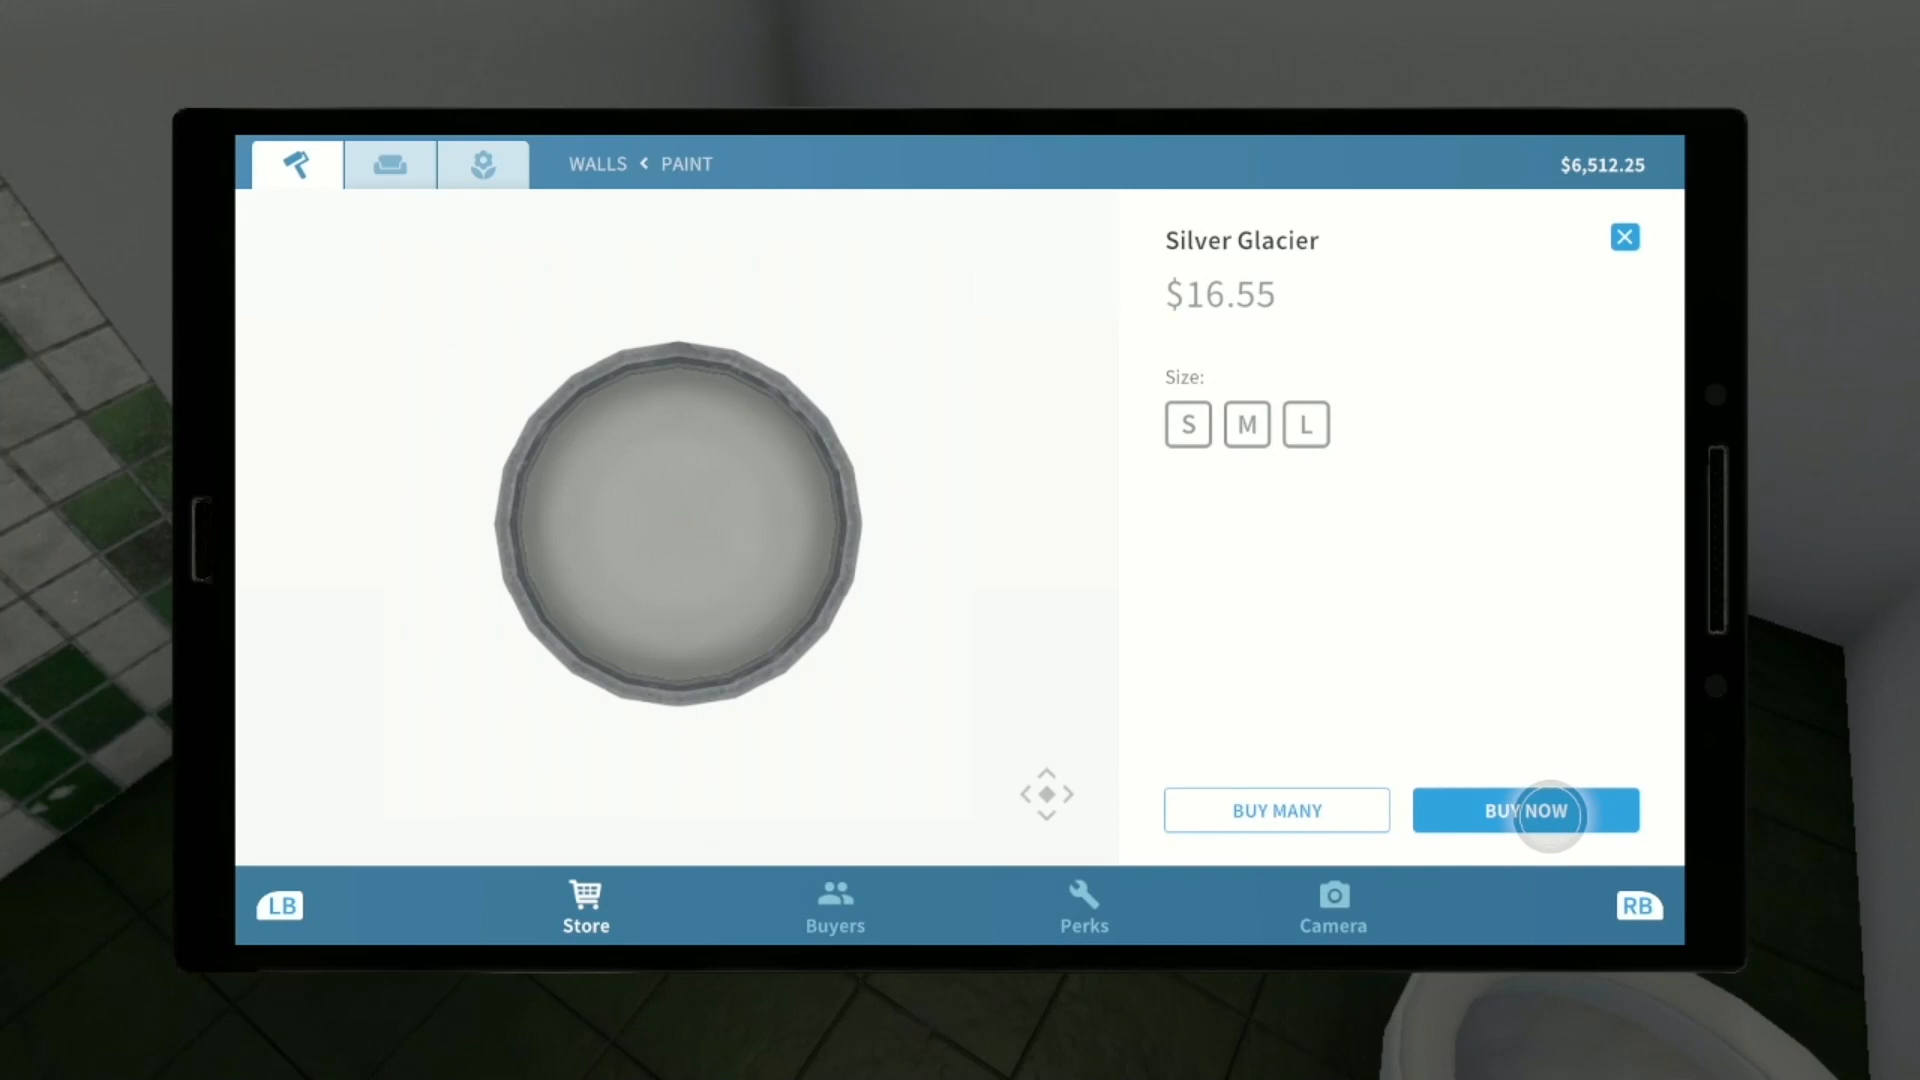 WALLS < PAINT
$6,512.25
Silver Glacier
$16.55
Size:
S M L
BUY MANY
BUY NOW
LB
Store
Buyers
Perks
Camera
RB